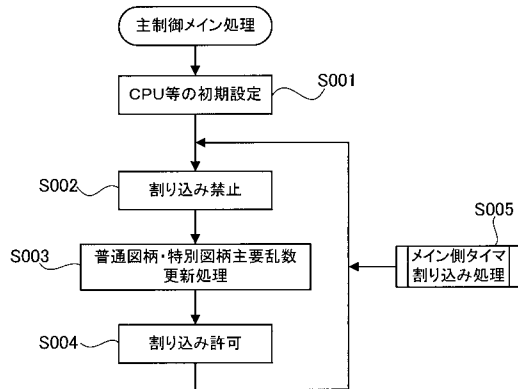 主制御メイン処理
CPU等の初期設定
S001
割り込み禁止
S002
普通図柄・特別図柄主要乱数
更新処理
S003
割り込み許可
S004
S005
メイン側タイマ
割り込み処理